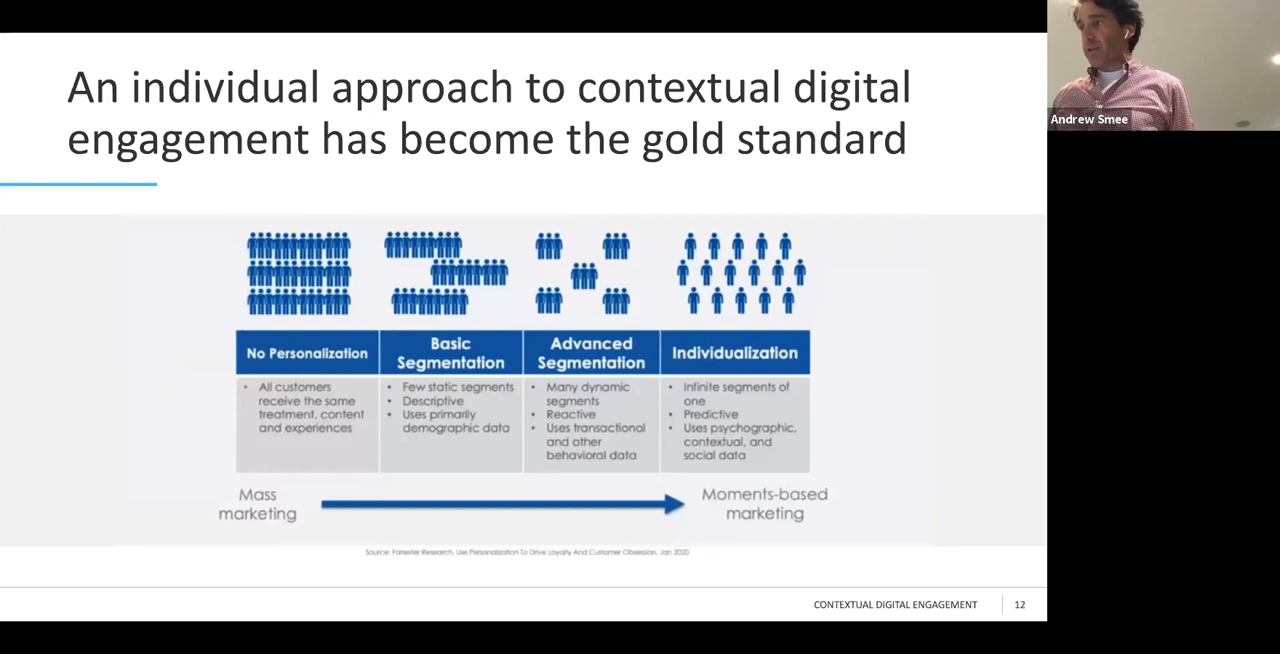 An individual approach to contextual digital
engagement has become the gold standard
Andrew Smee
No Personalization
• All customers
receive the same
treatment, content
and experiences
Basic
Segmentation
• Few static segments
• Descriptive
• Uses primarily
demographic data
Advanced
Segmentation
• Many dynamic
segments
• Reactive
• Uses transactional
and other
behavioral data
Individualization
• Infinite segments of
one
• Predictive
• Uses psychographic,
contextual, and
social data
Mass
marketing
Moments-based
marketing
Source: Forrester Research, Use Personalization To Drive Loyalty And Customer Obsession, Jan 2020
CONTEXTUAL DIGITAL ENGAGEMENT
12